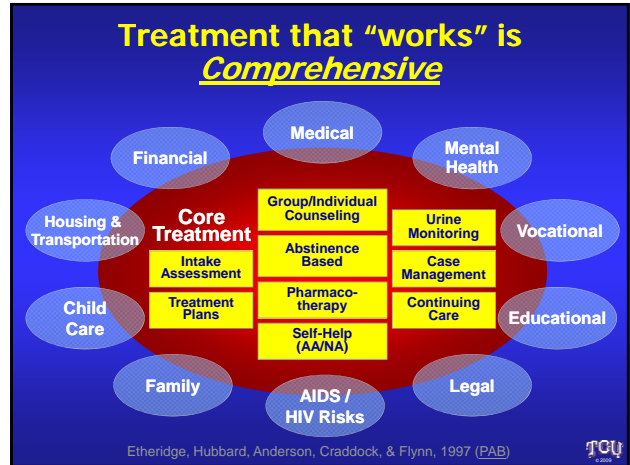 Treatment that “works” is
Comprehensive
Medical
Financial
Mental
Health
Housing &
Transportation
Vocational
Child
Care
Educational
Family
AIDS /
HIV Risks
Legal
Core
Treatment
Intake
Assessment
Treatment
Plans
Group/Individual
Counseling
Abstinence
Based
Pharmaco-
therapy
Self-Help
(AA/NA)
Urine
Monitoring
Case
Management
Continuing
Care
Etheridge, Hubbard, Anderson, Craddock, & Flynn, 1997 (PAB)
TCU
© 2009